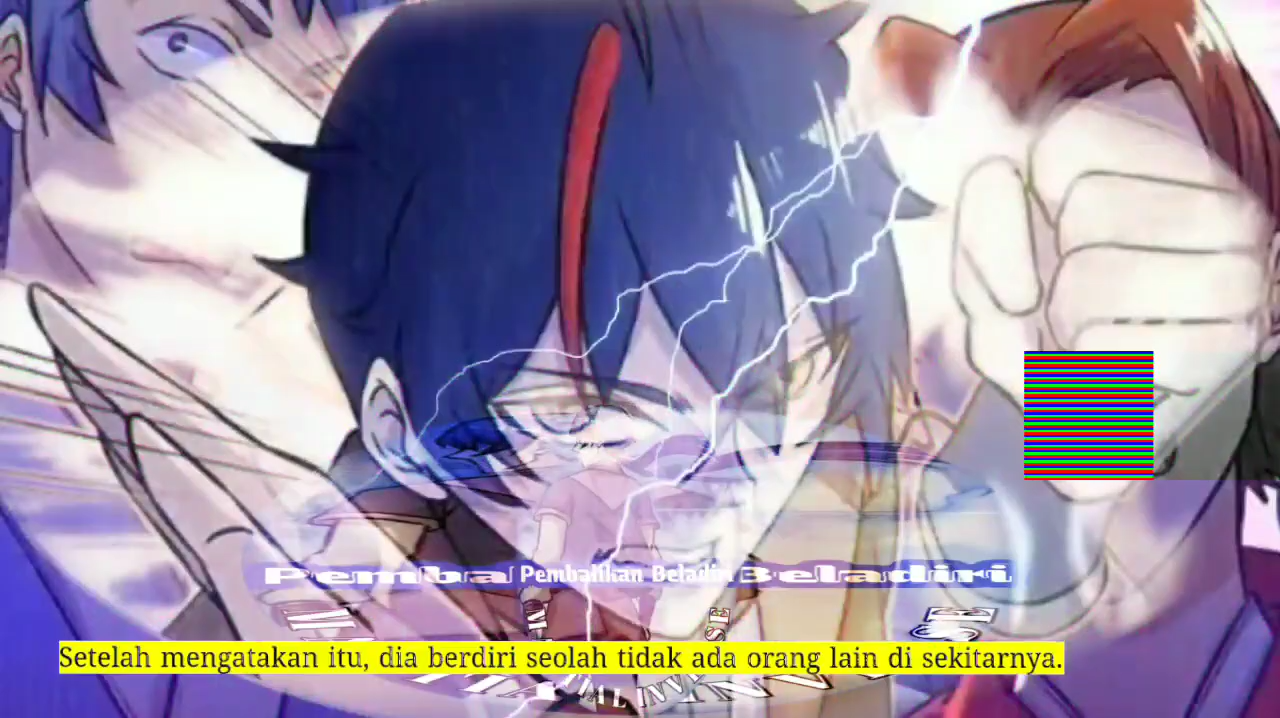 Pembalikan Beladiri
Beladiri
Setelah mengatakan itu, dia berdiri seolah tidak ada orang lain di sekitarnya.